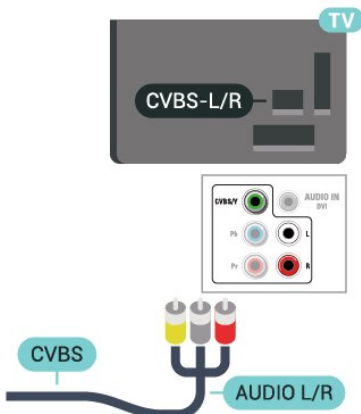 TV
CVBS-L/R
CVBS/Y
AUDIO IN
DVI
Pb
L
Pr
R
CVBS
AUDIO L/R